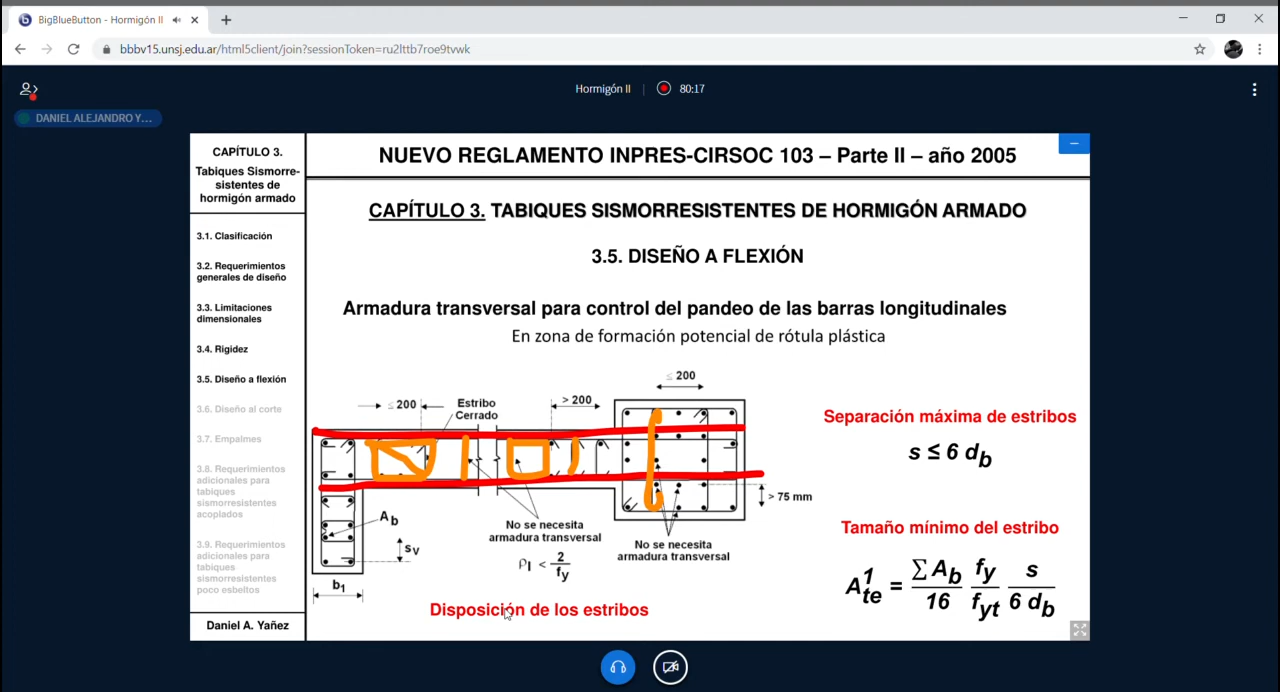 BigBlueButton - Hormigón II
bbbv15.unsj.edu.ar/html5client/join?sessionToken=ru2lttb7roe9tvwk
Hormigón II
80:17
DANIEL ALEJANDRO Y...
CAPÍTULO 3.
Tabiques Sismorre-
sistentes de
hormigón armado
3.1. Clasificación
3.2. Requerimientos
generales de diseño
3.3. Limitaciones
dimensionales
3.4. Rigidez
3.5. Diseño a flexión
3.6. Diseño al corte
3.7. Empalmes
3.8. Requerimientos
adicionales para
tabiques
sismorresistentes
acoplados
3.9. Requerimientos
adicionales para
tabiques
sismorresistentes
poco esbeltos
Daniel A. Yañez
NUEVO REGLAMENTO INPRES-CIRSOC 103 – Parte II – año 2005
CAPÍTULO 3. TABIQUES SISMORRESISTENTES DE HORMIGÓN ARMADO
3.5. DISEÑO A FLEXIÓN
Armadura transversal para control del pandeo de las barras longitudinales
En zona de formación potencial de rótula plástica
≤ 200
≤ 200
Estribo
Cerrado
> 200
> 75 mm
Ab
sv
b1
No se necesita
armadura transversal
ρl < 2/fy
No se necesita
armadura transversal
Disposición de los estribos
Separación máxima de estribos
s ≤ 6 db
Tamaño mínimo del estribo
A¹te = ∑Ab/16 fy/fyt s/6 db